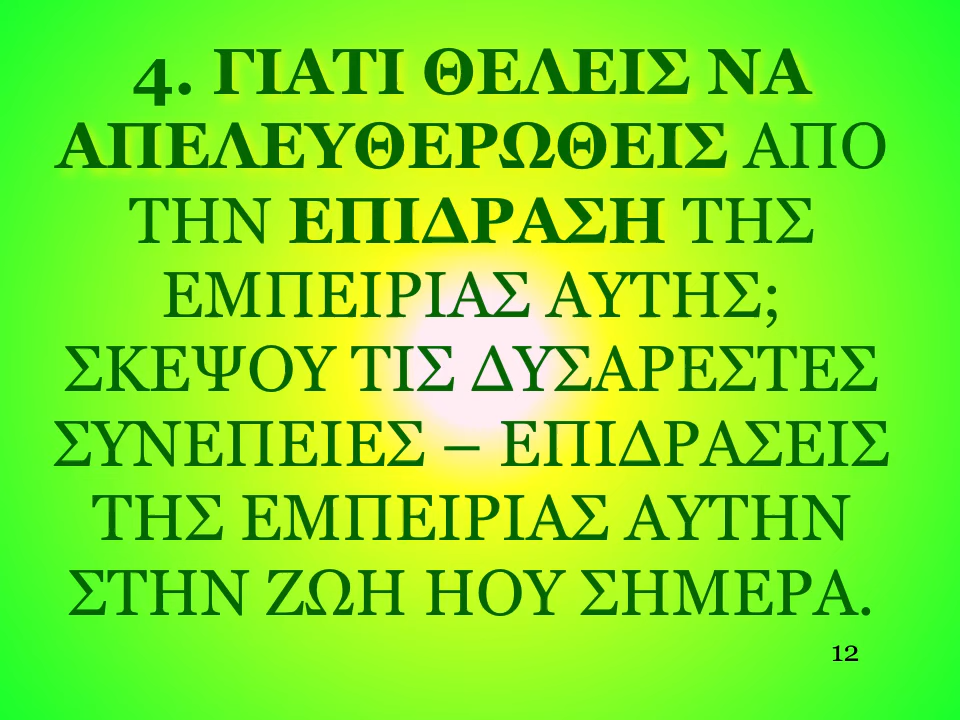 4. ΓΙΑΤΙ ΘΕΛΕΙΣ ΝΑ
ΑΠΕΛΕΥΘΕΡΩΘΕΙΣ ΑΠΟ
ΤΗΝ ΕΠΙΔΡΑΣΗ ΤΗΣ
ΕΜΠΕΙΡΙΑΣ ΑΥΤΗΣ;
ΣΚΕΨΟΥ ΤΙΣ ΔΥΣΑΡΕΣΤΕΣ
ΣΥΝΕΠΕΙΕΣ – ΕΠΙΔΡΑΣΕΙΣ
ΤΗΣ ΕΜΠΕΙΡΙΑΣ ΑΥΤΗΝ
ΣΤΗΝ ΖΩΗ ΗΟΥ ΣΗΜΕΡΑ.
12